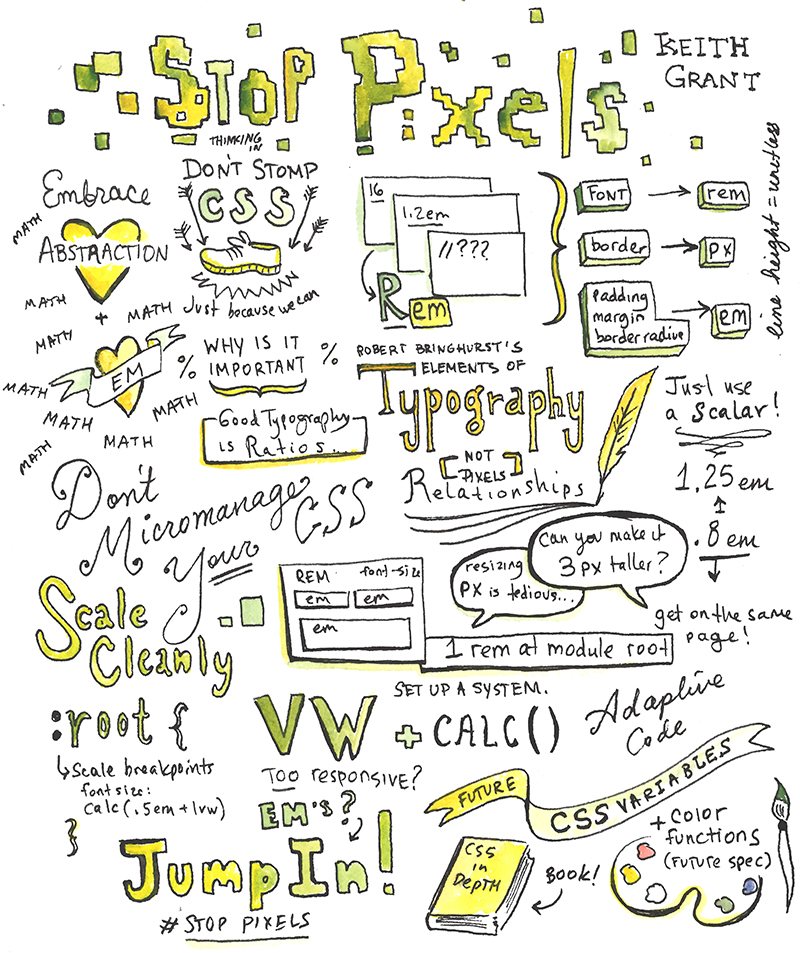 STOP Pixels
THINKING
IN
KEITH
GRANT
Embrace
ABSTRACTION
+
EM
MATH
MATH
MATH
MATH
MATH
MATH
MATH
MATH
MATH
MATH
DON'T STOMP
CSS
Just because we can
16
1.2em
//???
Rem
FONT → rem
border → px
padding
margin
border radius → em
line height = unitless
% WHY IS IT %
IMPORTANT
Good Typography
is Ratios...
ROBERT BRINGHURST'S
ELEMENTS OF
Typography
[NOT
PIXELS]
Relationships
Just use
a Scalar!
1.25 em
.8 em
Don't
Micromanage
Your CSS
Scale
Cleanly
REM font-size
em em
em
resizing
PX is tedious...
can you make it
3 px taller?
get on the same
page!
1 rem at module root
SET UP A SYSTEM.
:root {
Scale breakpoints
font size:
calc(.5em + 1vw)
}
VW + CALC()
TOO responsive?
EM's?
Adaptive
Code
FUTURE CSS VARIABLES
+ color
functions
(future spec)
JumpIn!
# STOP PIXELS
CSS
in
DEPTH
BOOK!